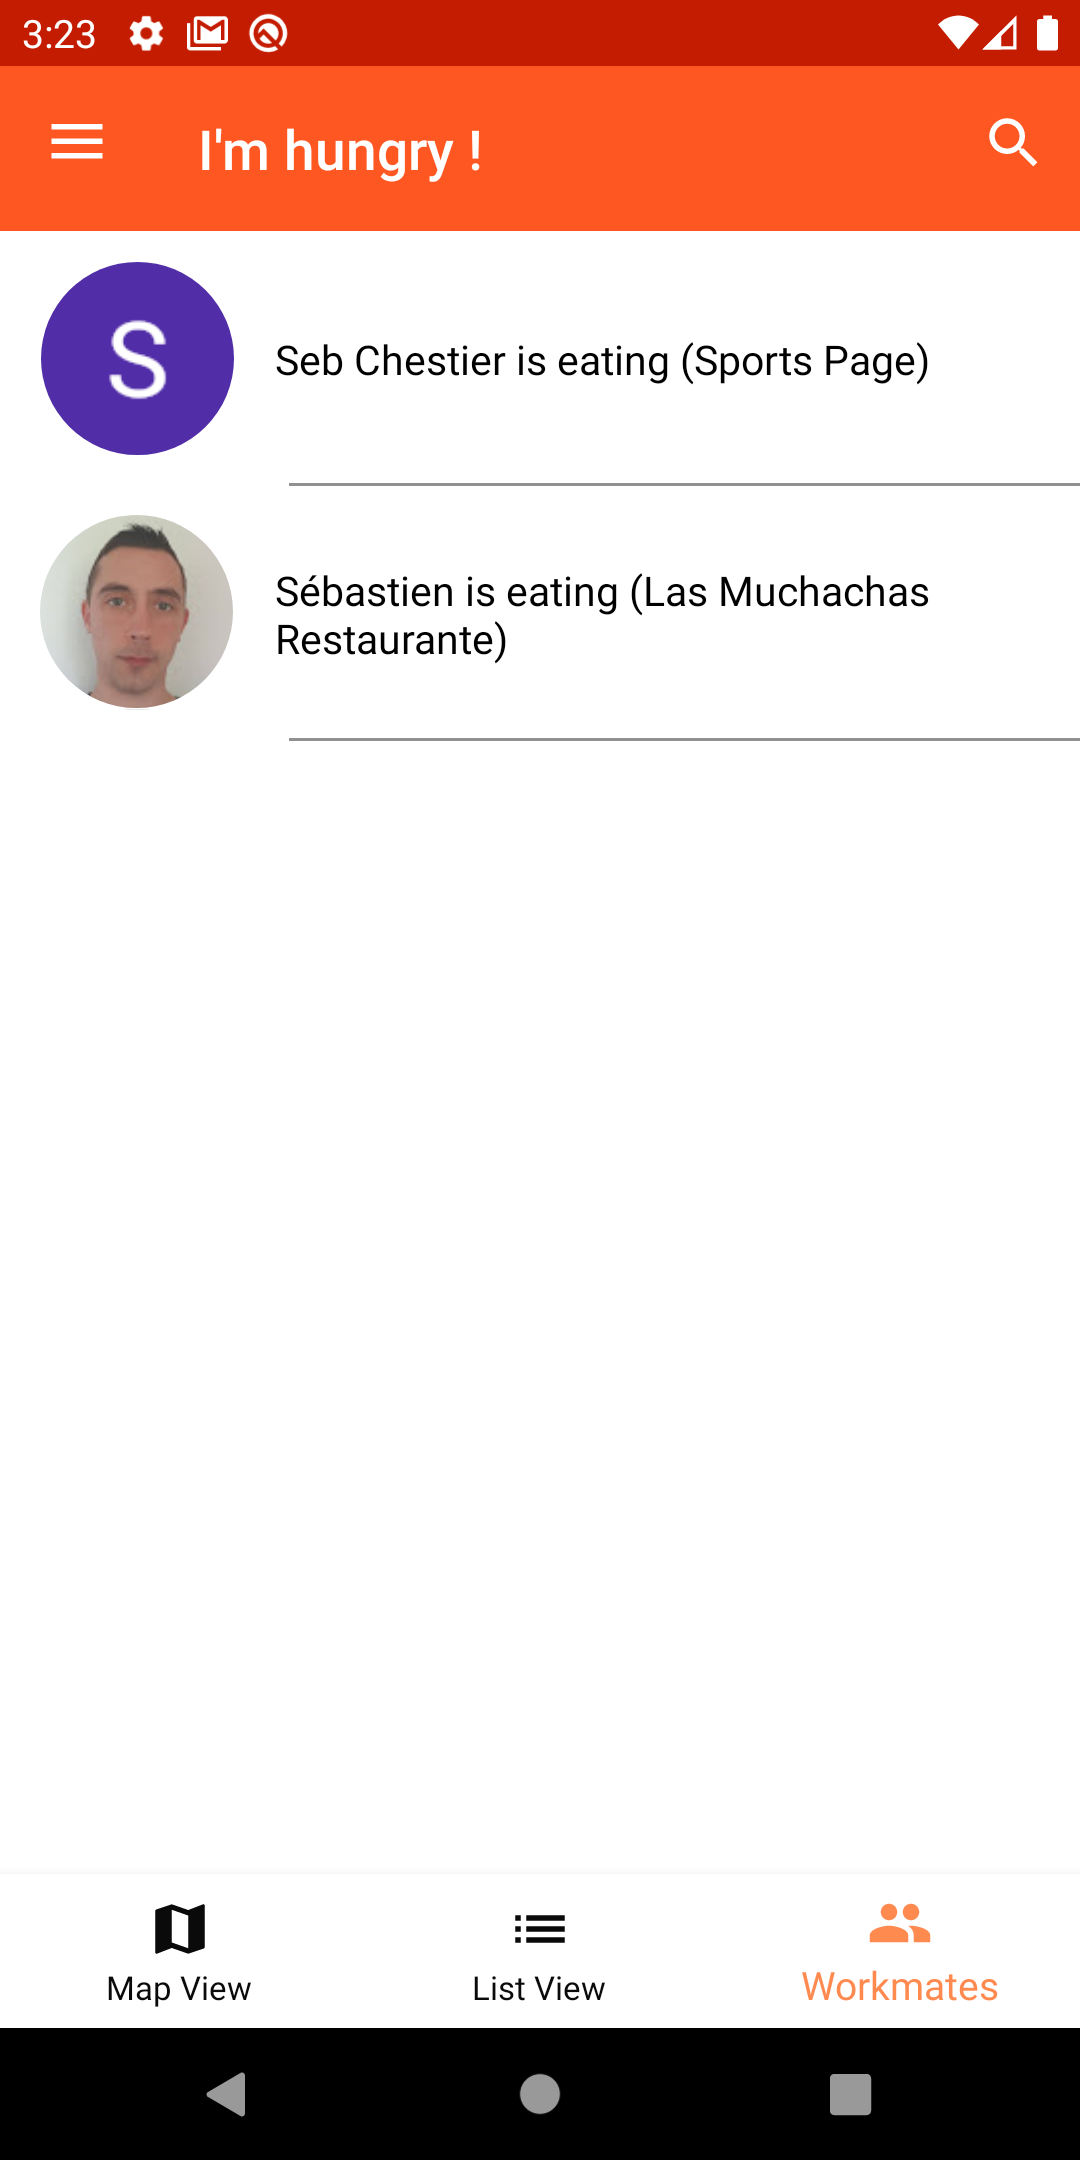 3:23
I'm hungry !
S
Seb Chestier is eating (Sports Page)
Sébastien is eating (Las Muchachas
Restaurante)
Map View
List View
Workmates